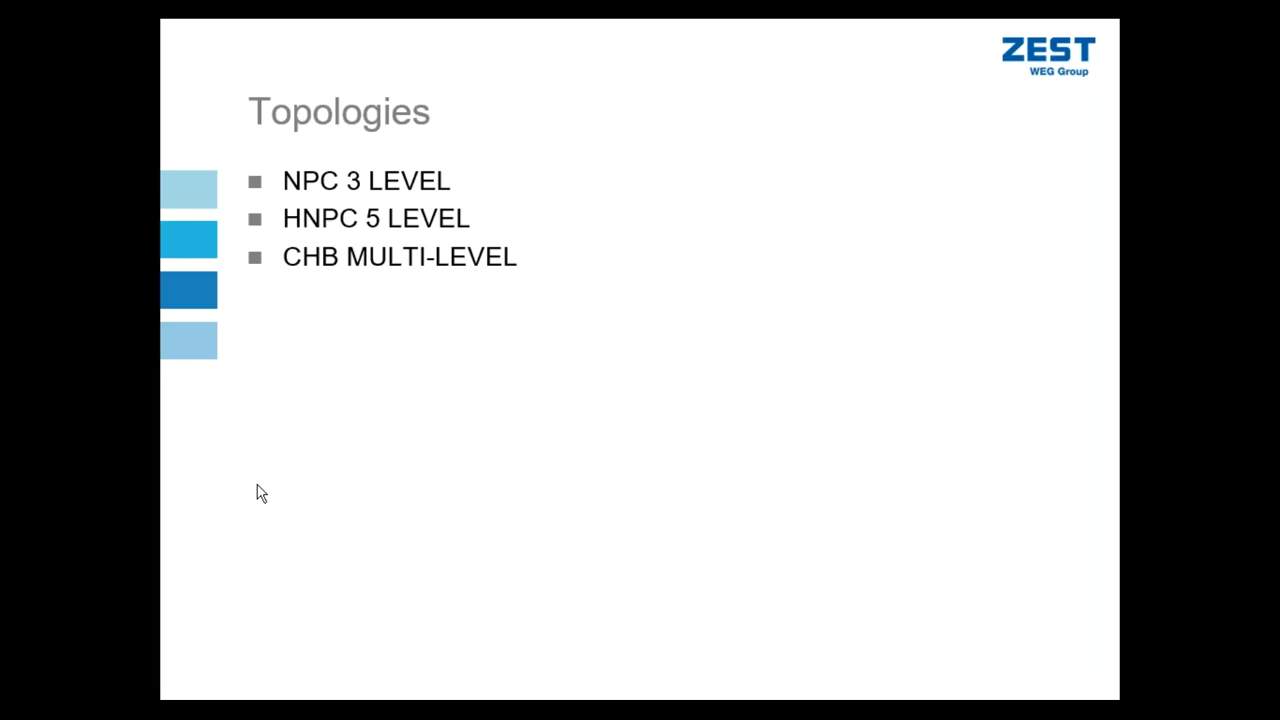 ZEST
WEG Group
Topologies
NPC 3 LEVEL
HNPC 5 LEVEL
CHB MULTI-LEVEL